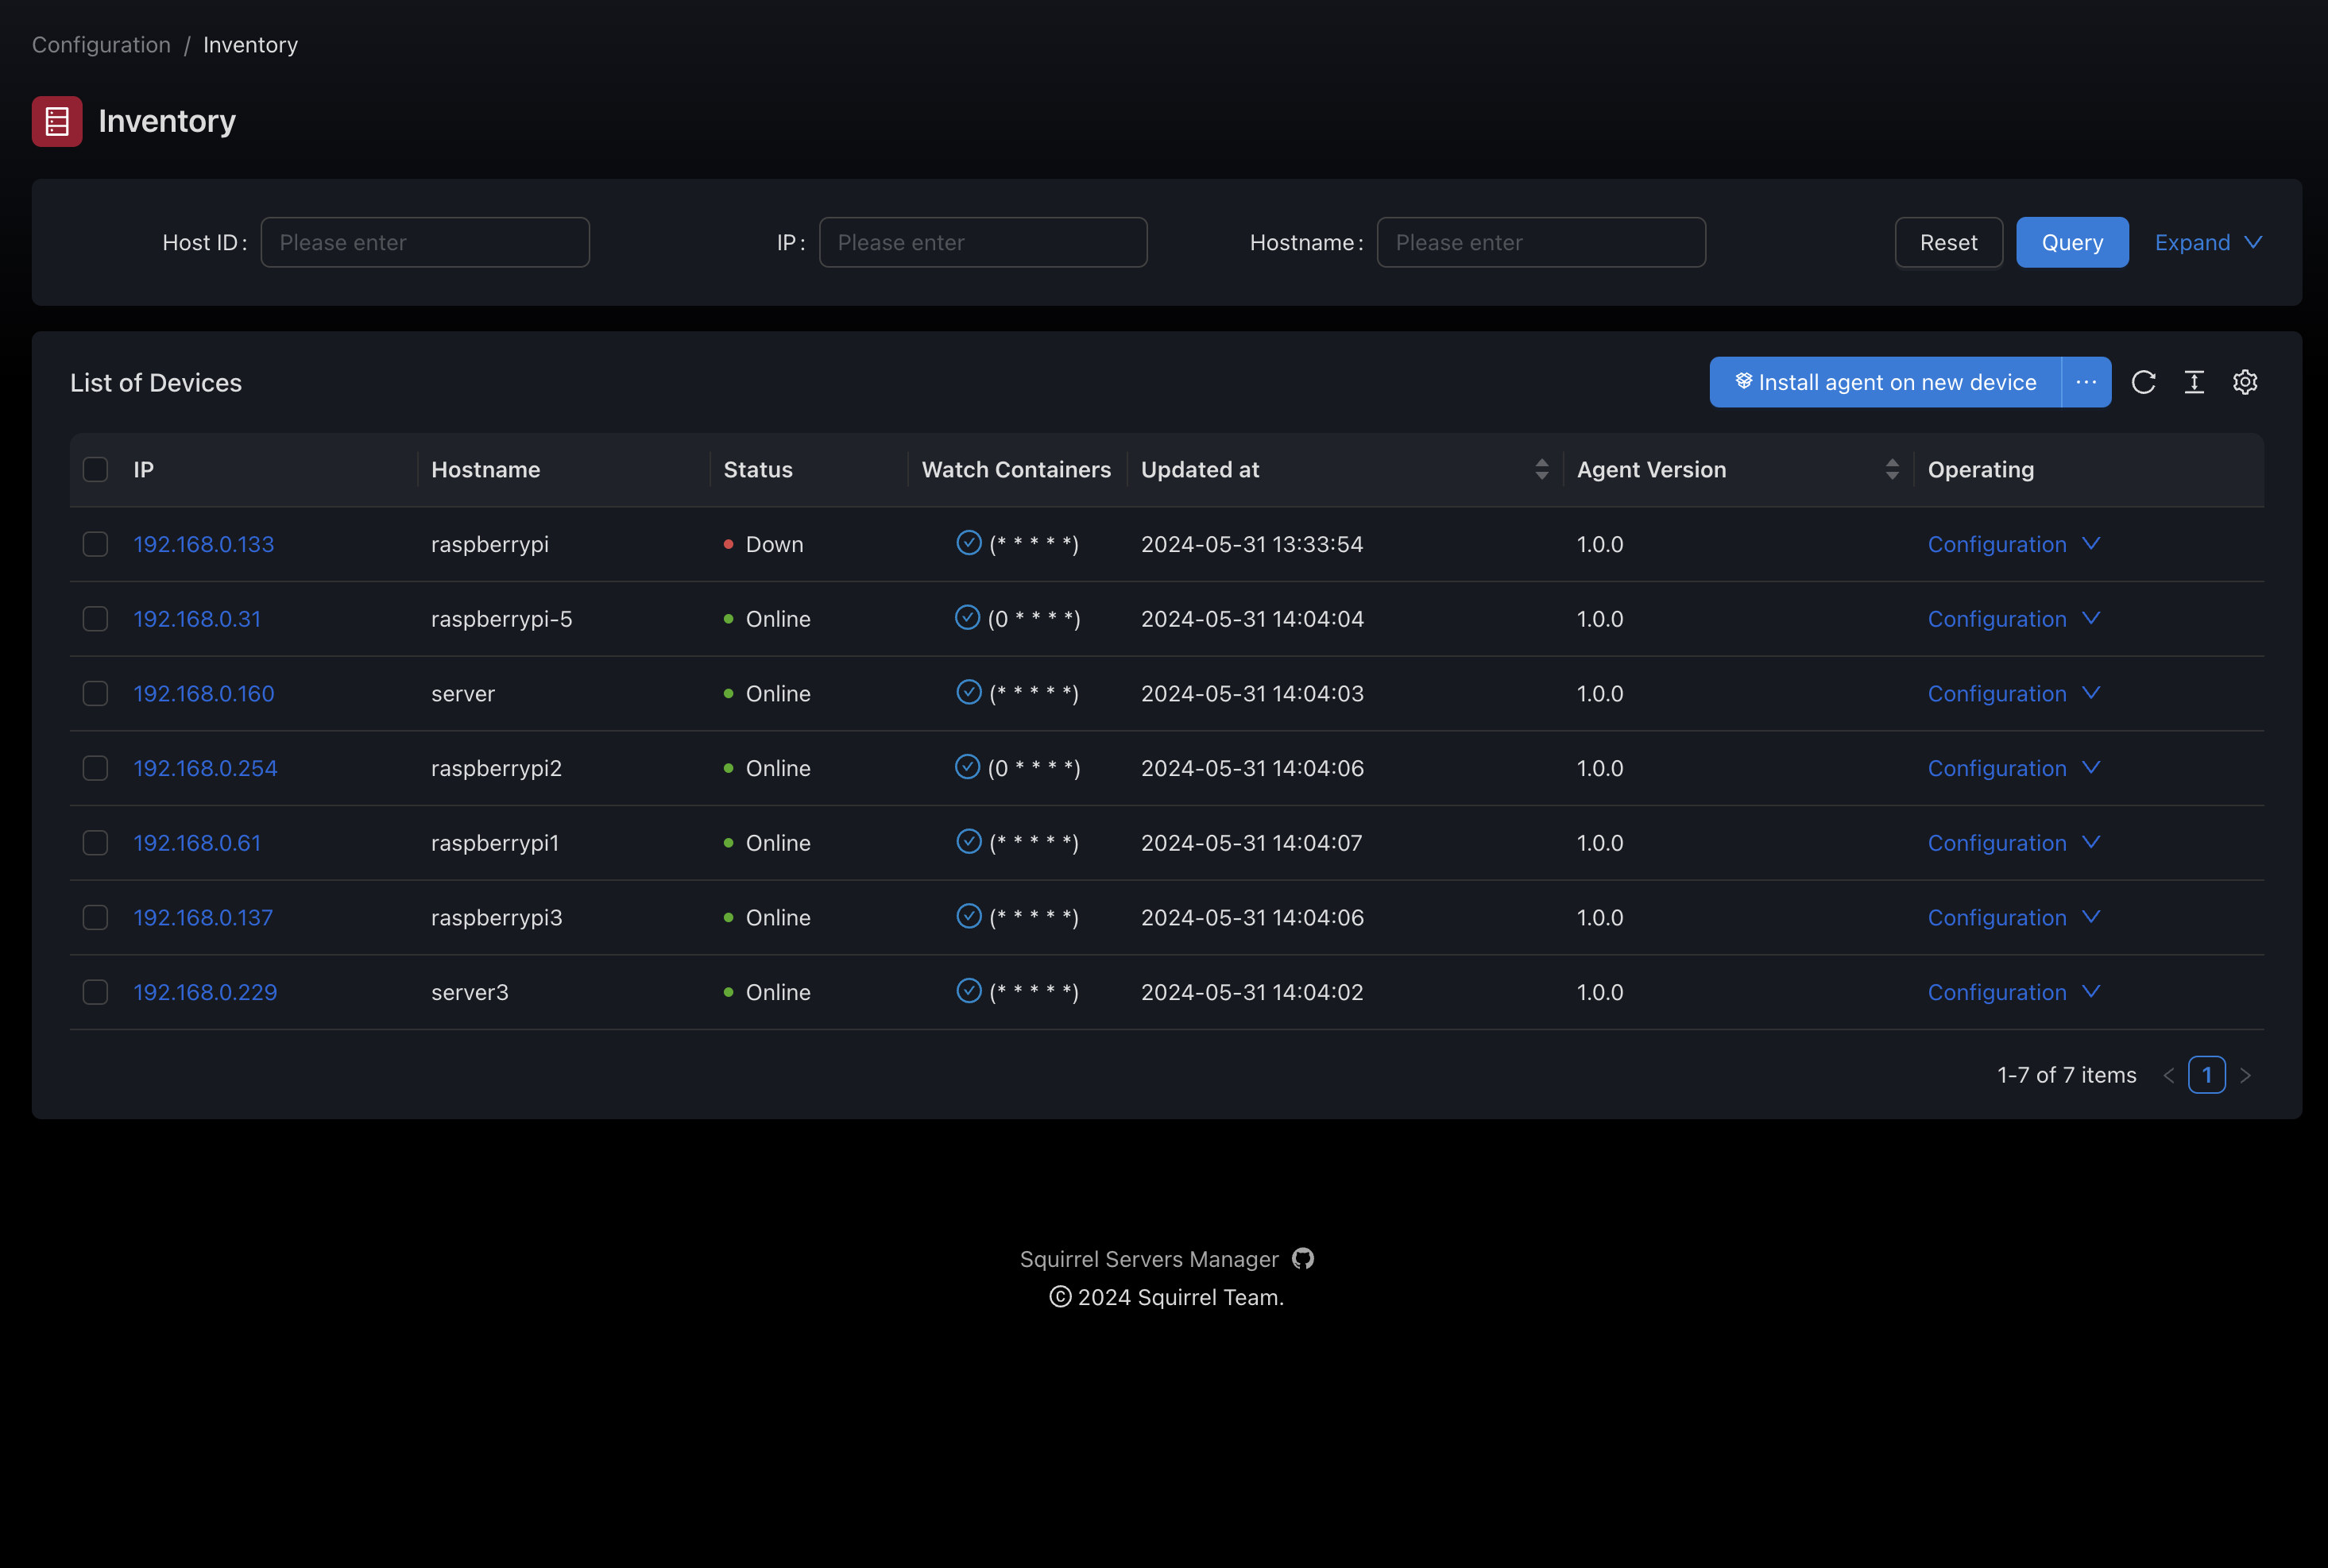 Configuration / Inventory
Inventory
Host ID : Please enter IP : Please enter Hostname : Please enter Reset Query Expand
List of Devices Install agent on new device ···
IP Hostname Status Watch Containers Updated at Agent Version Operating
192.168.0.133 raspberrypi Down (* * * * *) 2024-05-31 13:33:54 1.0.0 Configuration
192.168.0.31 raspberrypi-5 Online (0 * * * *) 2024-05-31 14:04:04 1.0.0 Configuration
192.168.0.160 server Online (* * * * *) 2024-05-31 14:04:03 1.0.0 Configuration
192.168.0.254 raspberrypi2 Online (0 * * * *) 2024-05-31 14:04:06 1.0.0 Configuration
192.168.0.61 raspberrypi1 Online (* * * * *) 2024-05-31 14:04:07 1.0.0 Configuration
192.168.0.137 raspberrypi3 Online (* * * * *) 2024-05-31 14:04:06 1.0.0 Configuration
192.168.0.229 server3 Online (* * * * *) 2024-05-31 14:04:02 1.0.0 Configuration
1-7 of 7 items < 1 >
Squirrel Servers Manager
© 2024 Squirrel Team.